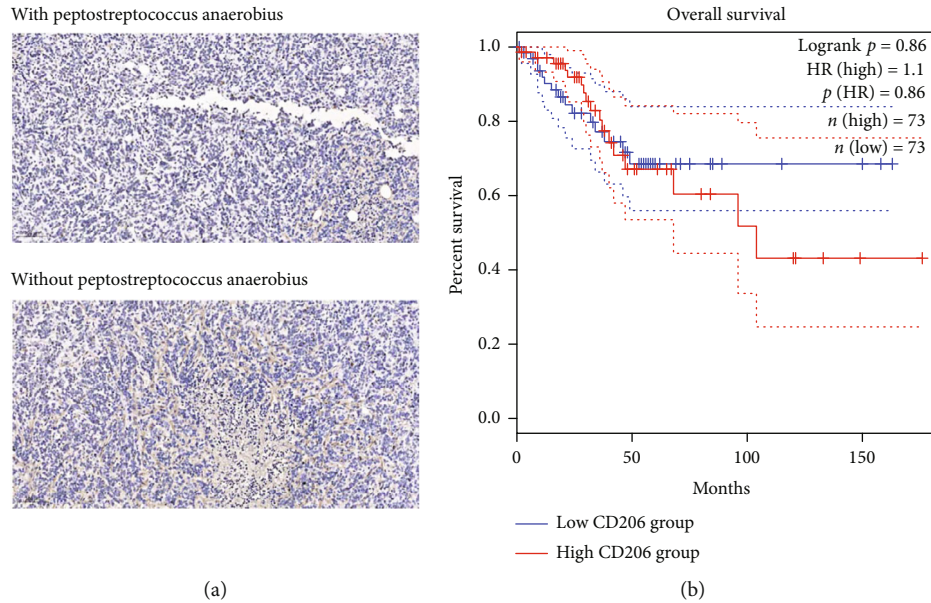 With peptostreptococcus anaerobius
Without peptostreptococcus anaerobius
(a)
Overall survival
Logrank p = 0.86
HR (high) = 1.1
p (HR) = 0.86
n (high) = 73
n (low) = 73
Percent survival
1.0
0.8
0.6
0.4
0.2
0.0
0 50 100 150
Months
Low CD206 group
High CD206 group
(b)